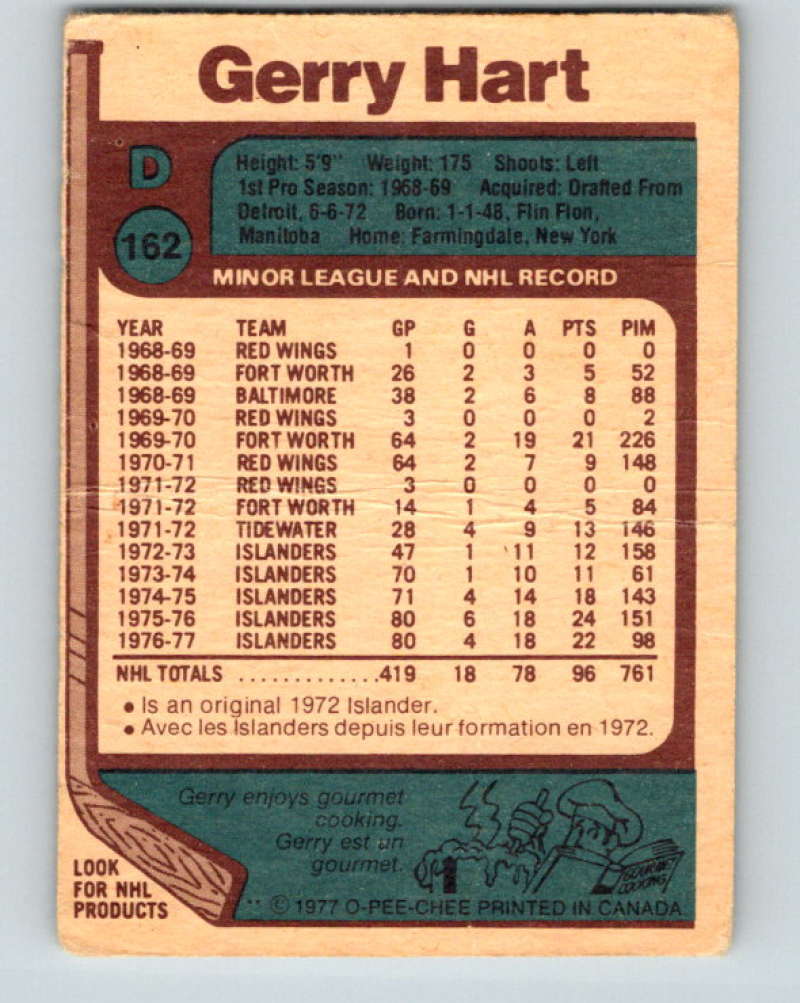 Gerry Hart
D
162
Height: 5'9" Weight: 175 Shoots: Left
1st Pro Season: 1968-69 Acquired: Drafted From
Detroit, 6-6-72 Born: 1-1-48, Flin Flon,
Manitoba Home: Farmingdale, New York
MINOR LEAGUE AND NHL RECORD
YEAR TEAM GP G A PTS PIM
1968-69 RED WINGS 1 0 0 0 0
1968-69 FORT WORTH 26 2 3 5 52
1968-69 BALTIMORE 38 2 6 8 88
1969-70 RED WINGS 3 0 0 0 2
1969-70 FORT WORTH 64 2 19 21 226
1970-71 RED WINGS 64 2 7 9 148
1971-72 RED WINGS 3 0 0 0 0
1971-72 FORT WORTH 14 1 4 5 84
1971-72 TIDEWATER 28 4 9 13 146
1972-73 ISLANDERS 47 1 11 12 158
1973-74 ISLANDERS 70 1 10 11 61
1974-75 ISLANDERS 71 4 14 18 143
1975-76 ISLANDERS 80 6 18 24 151
1976-77 ISLANDERS 80 4 18 22 98
NHL TOTALS .............419 18 78 96 761
• Is an original 1972 Islander.
• Avec les Islanders depuis leur formation en 1972.
Gerry enjoys gourmet
cooking.
Gerry est un
gourmet.
GOURMET
COOKING
LOOK
FOR NHL
PRODUCTS
** © 1977 O-PEE-CHEE PRINTED IN CANADA